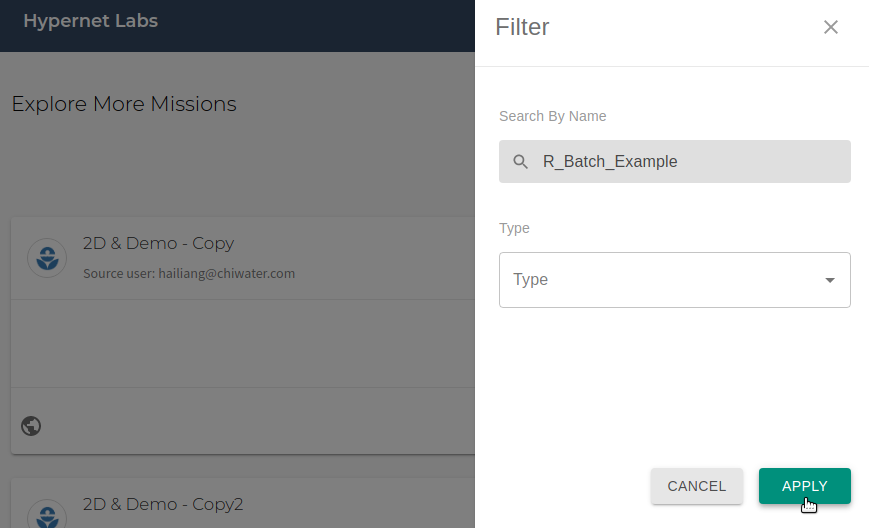 Hypernet Labs
Explore More Missions
2D & Demo - Copy
Source user: hailiang@chiwater.com
2D & Demo - Copy2
Filter
Search By Name
R_Batch_Example
Type
Type
CANCEL
APPLY